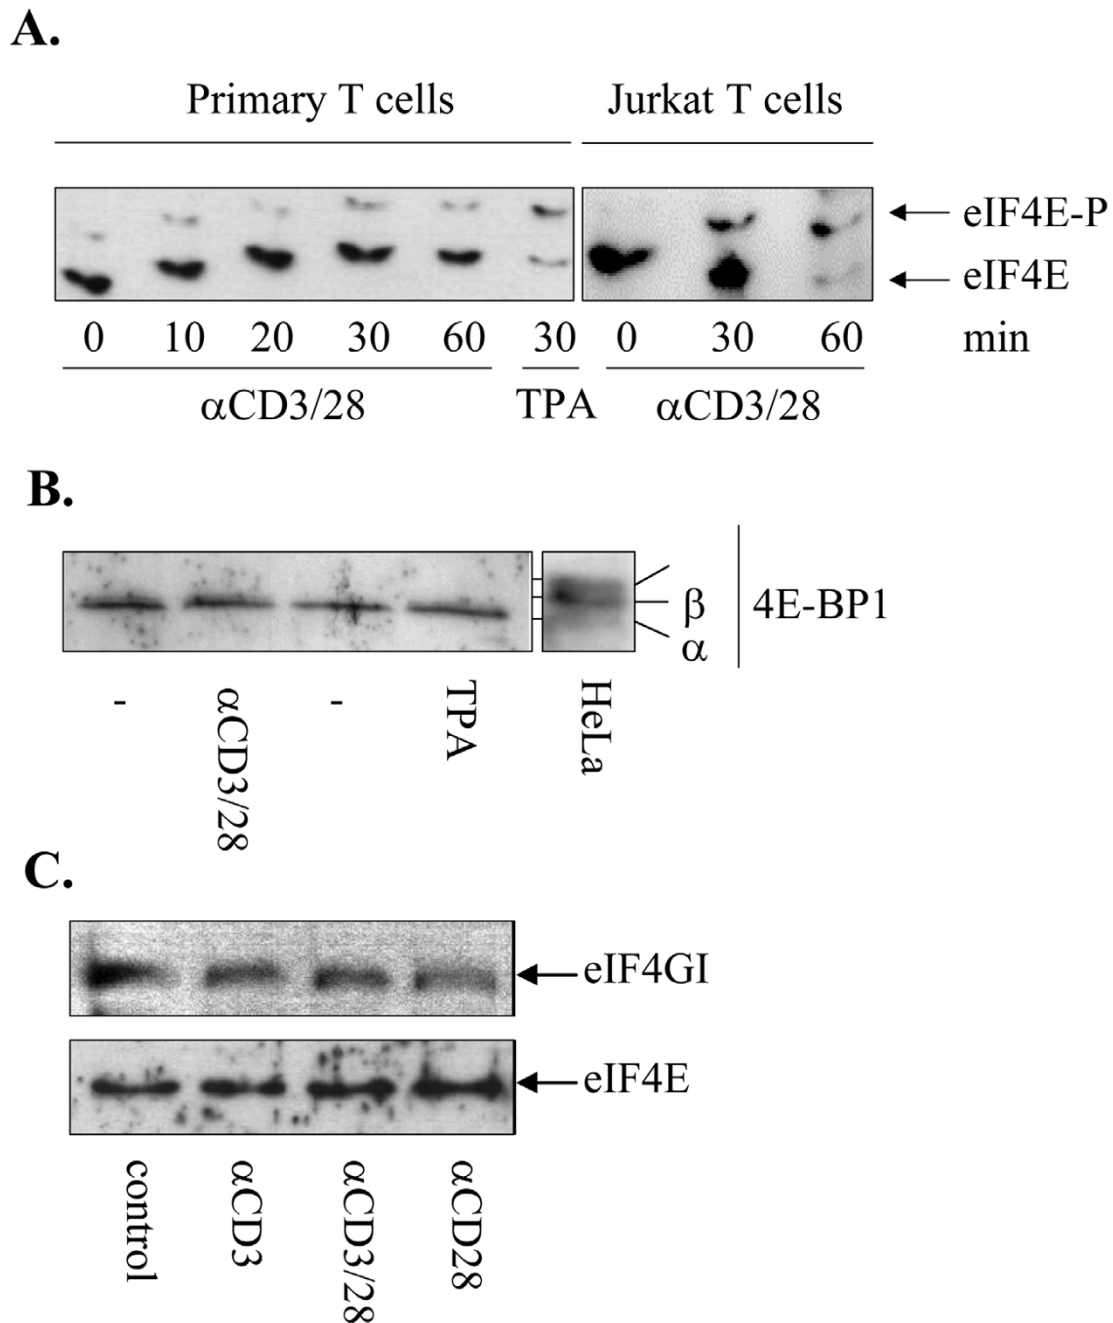 A.
Primary T cells Jurkat T cells
eIF4E-P
eIF4E
0 10 20 30 60 30 0 30 60 min
αCD3/28 TPA αCD3/28
B.
β
α
4E-BP1
- αCD3/28 - TPA HeLa
C.
eIF4GI
eIF4E
control αCD3 αCD3/28 αCD28